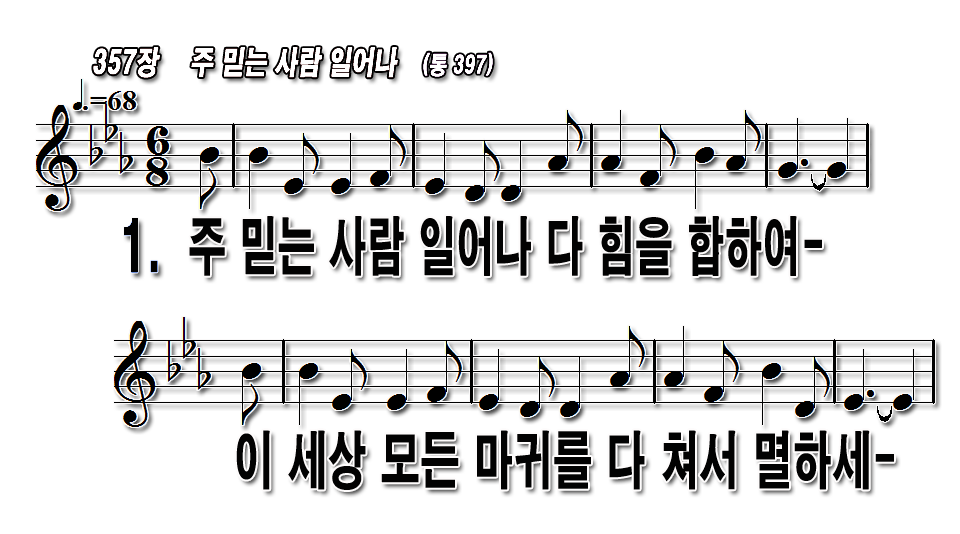 357장 주 믿는 사람 일어나 (통 397)
♩.=68
6
8
1. 주 믿는 사람 일어나 다 힘을 합하여-
이 세상 모든 마귀를 다 쳐서 멸하세-